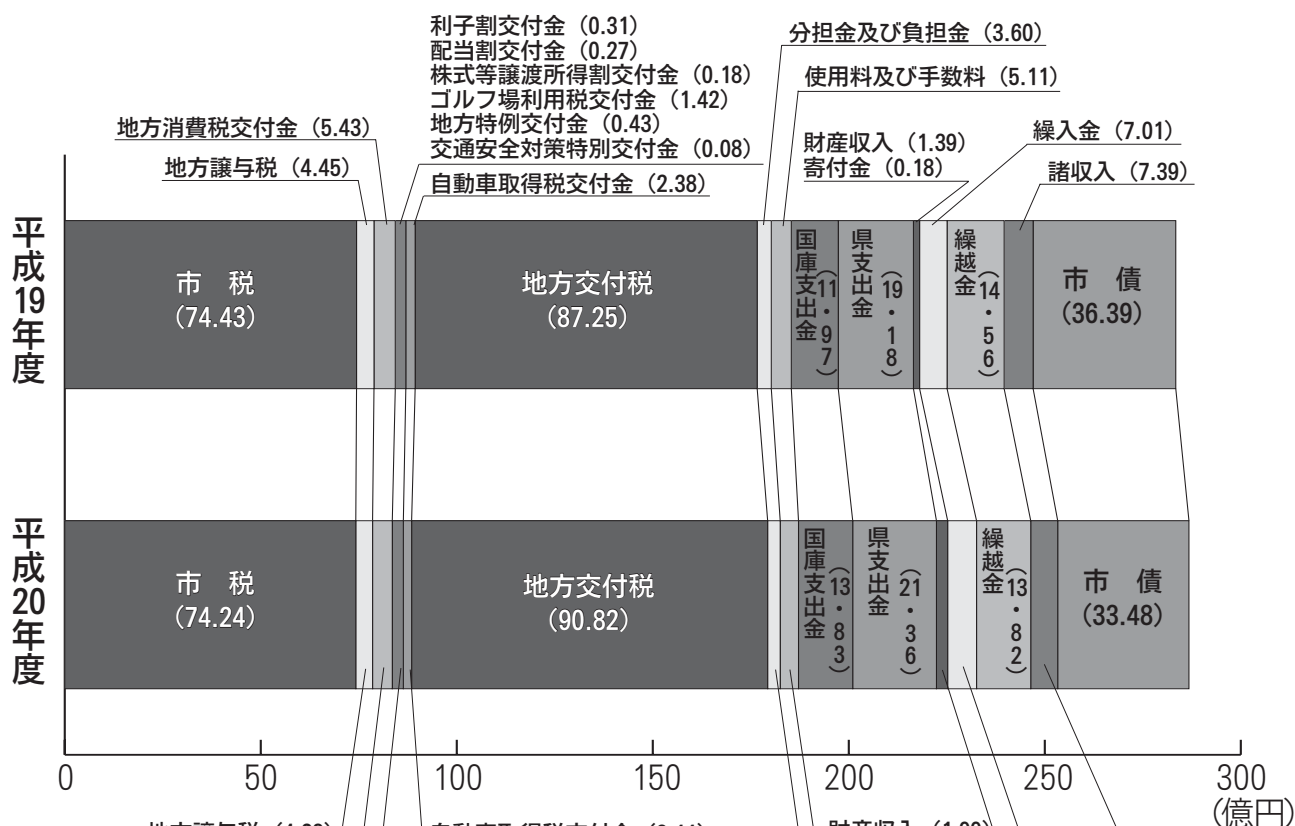 利子割交付金（0.31）
配当割交付金（0.27）
株式等譲渡所得割交付金（0.18）
ゴルフ場利用税交付金（1.42）
地方特例交付金（0.43）
交通安全対策特別交付金（0.08）
自動車取得税交付金（2.38）
地方消費税交付金（5.43）
地方譲与税（4.45）
分担金及び負担金（3.60）
使用料及び手数料（5.11）
財産収入（1.39）
寄付金（0.18）
繰入金（7.01）
諸収入（7.39）
平成19年度
市 税
（74.43）
地方交付税
（87.25）
国庫支出金（11・97）
県支出金（19・18）
繰越金（14・56）
市 債
（36.39）
平成20年度
市 税
（74.24）
地方交付税
（90.82）
国庫支出金（13・83）
県支出金（21・36）
繰越金（13・82）
市 債
（33.48）
0
50
100
150
200
250
300
（億円）